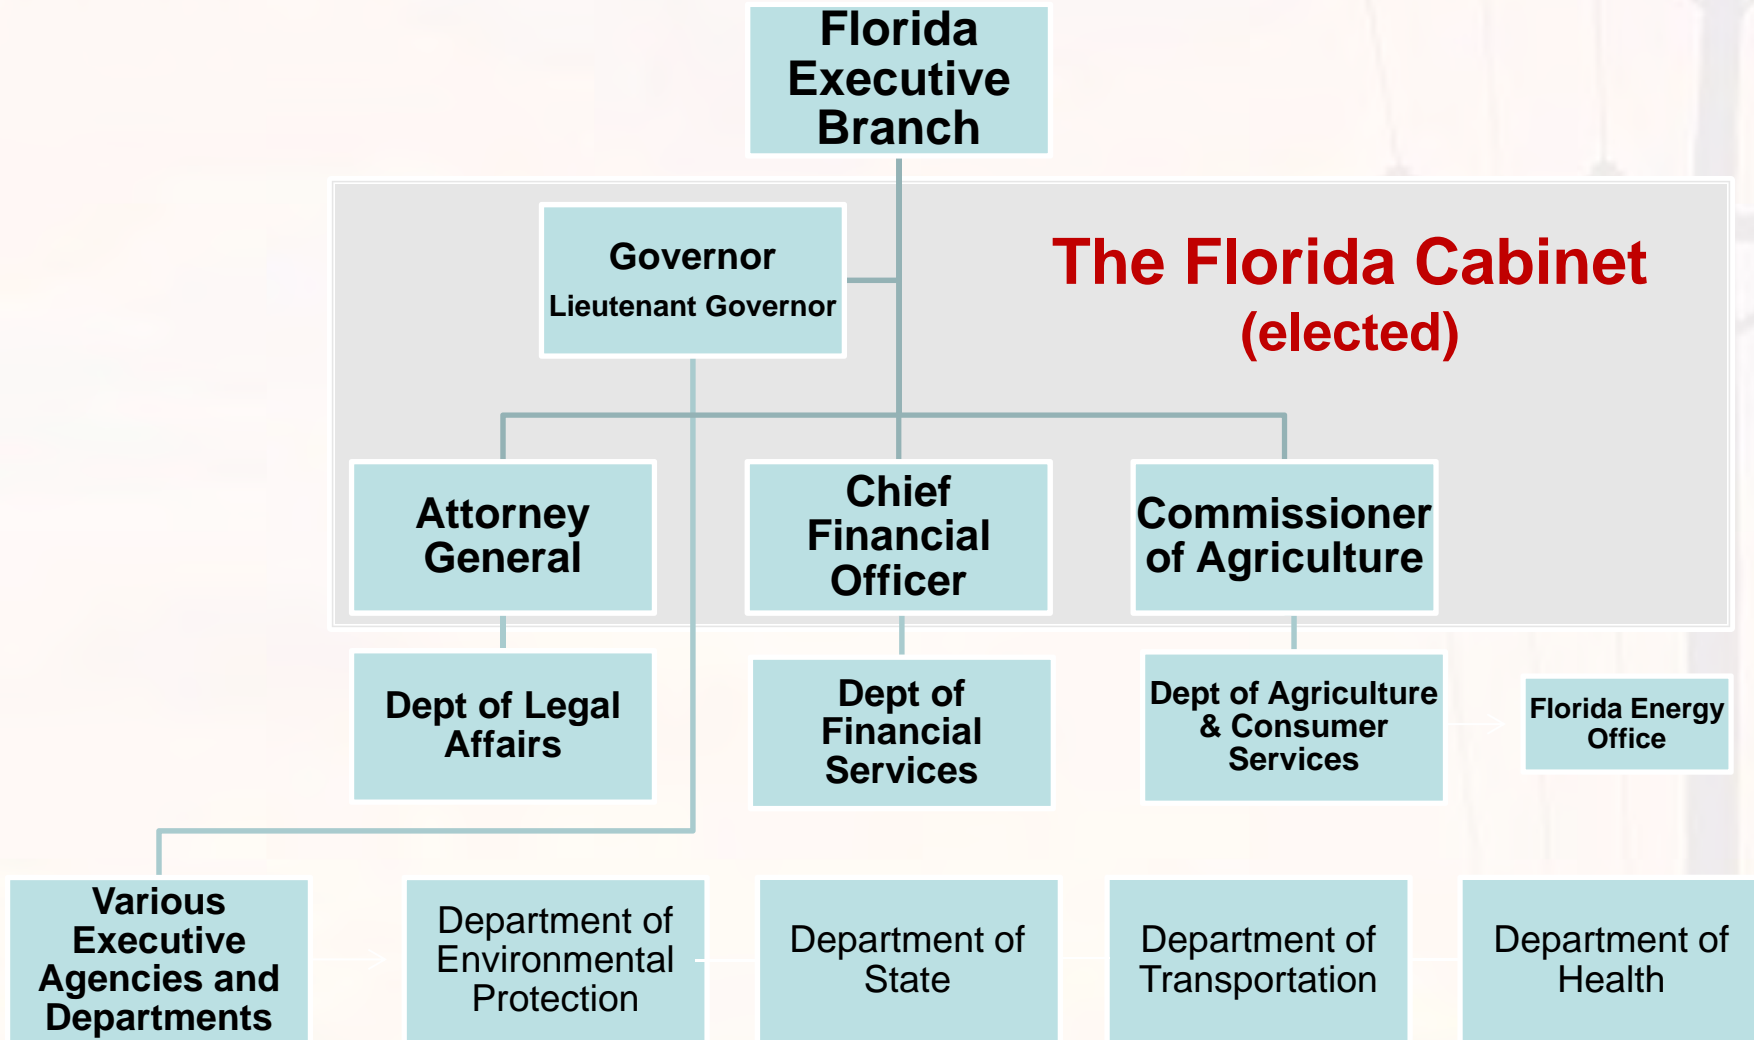 Florida
Executive
Branch
Governor
Lieutenant Governor
The Florida Cabinet
(elected)
Attorney
General
Chief
Financial
Officer
Commissioner
of Agriculture
Dept of Legal
Affairs
Dept of
Financial
Services
Dept of Agriculture
& Consumer
Services
Florida Energy
Office
Various
Executive
Agencies and
Departments
Department of
Environmental
Protection
Department of
State
Department of
Transportation
Department of
Health